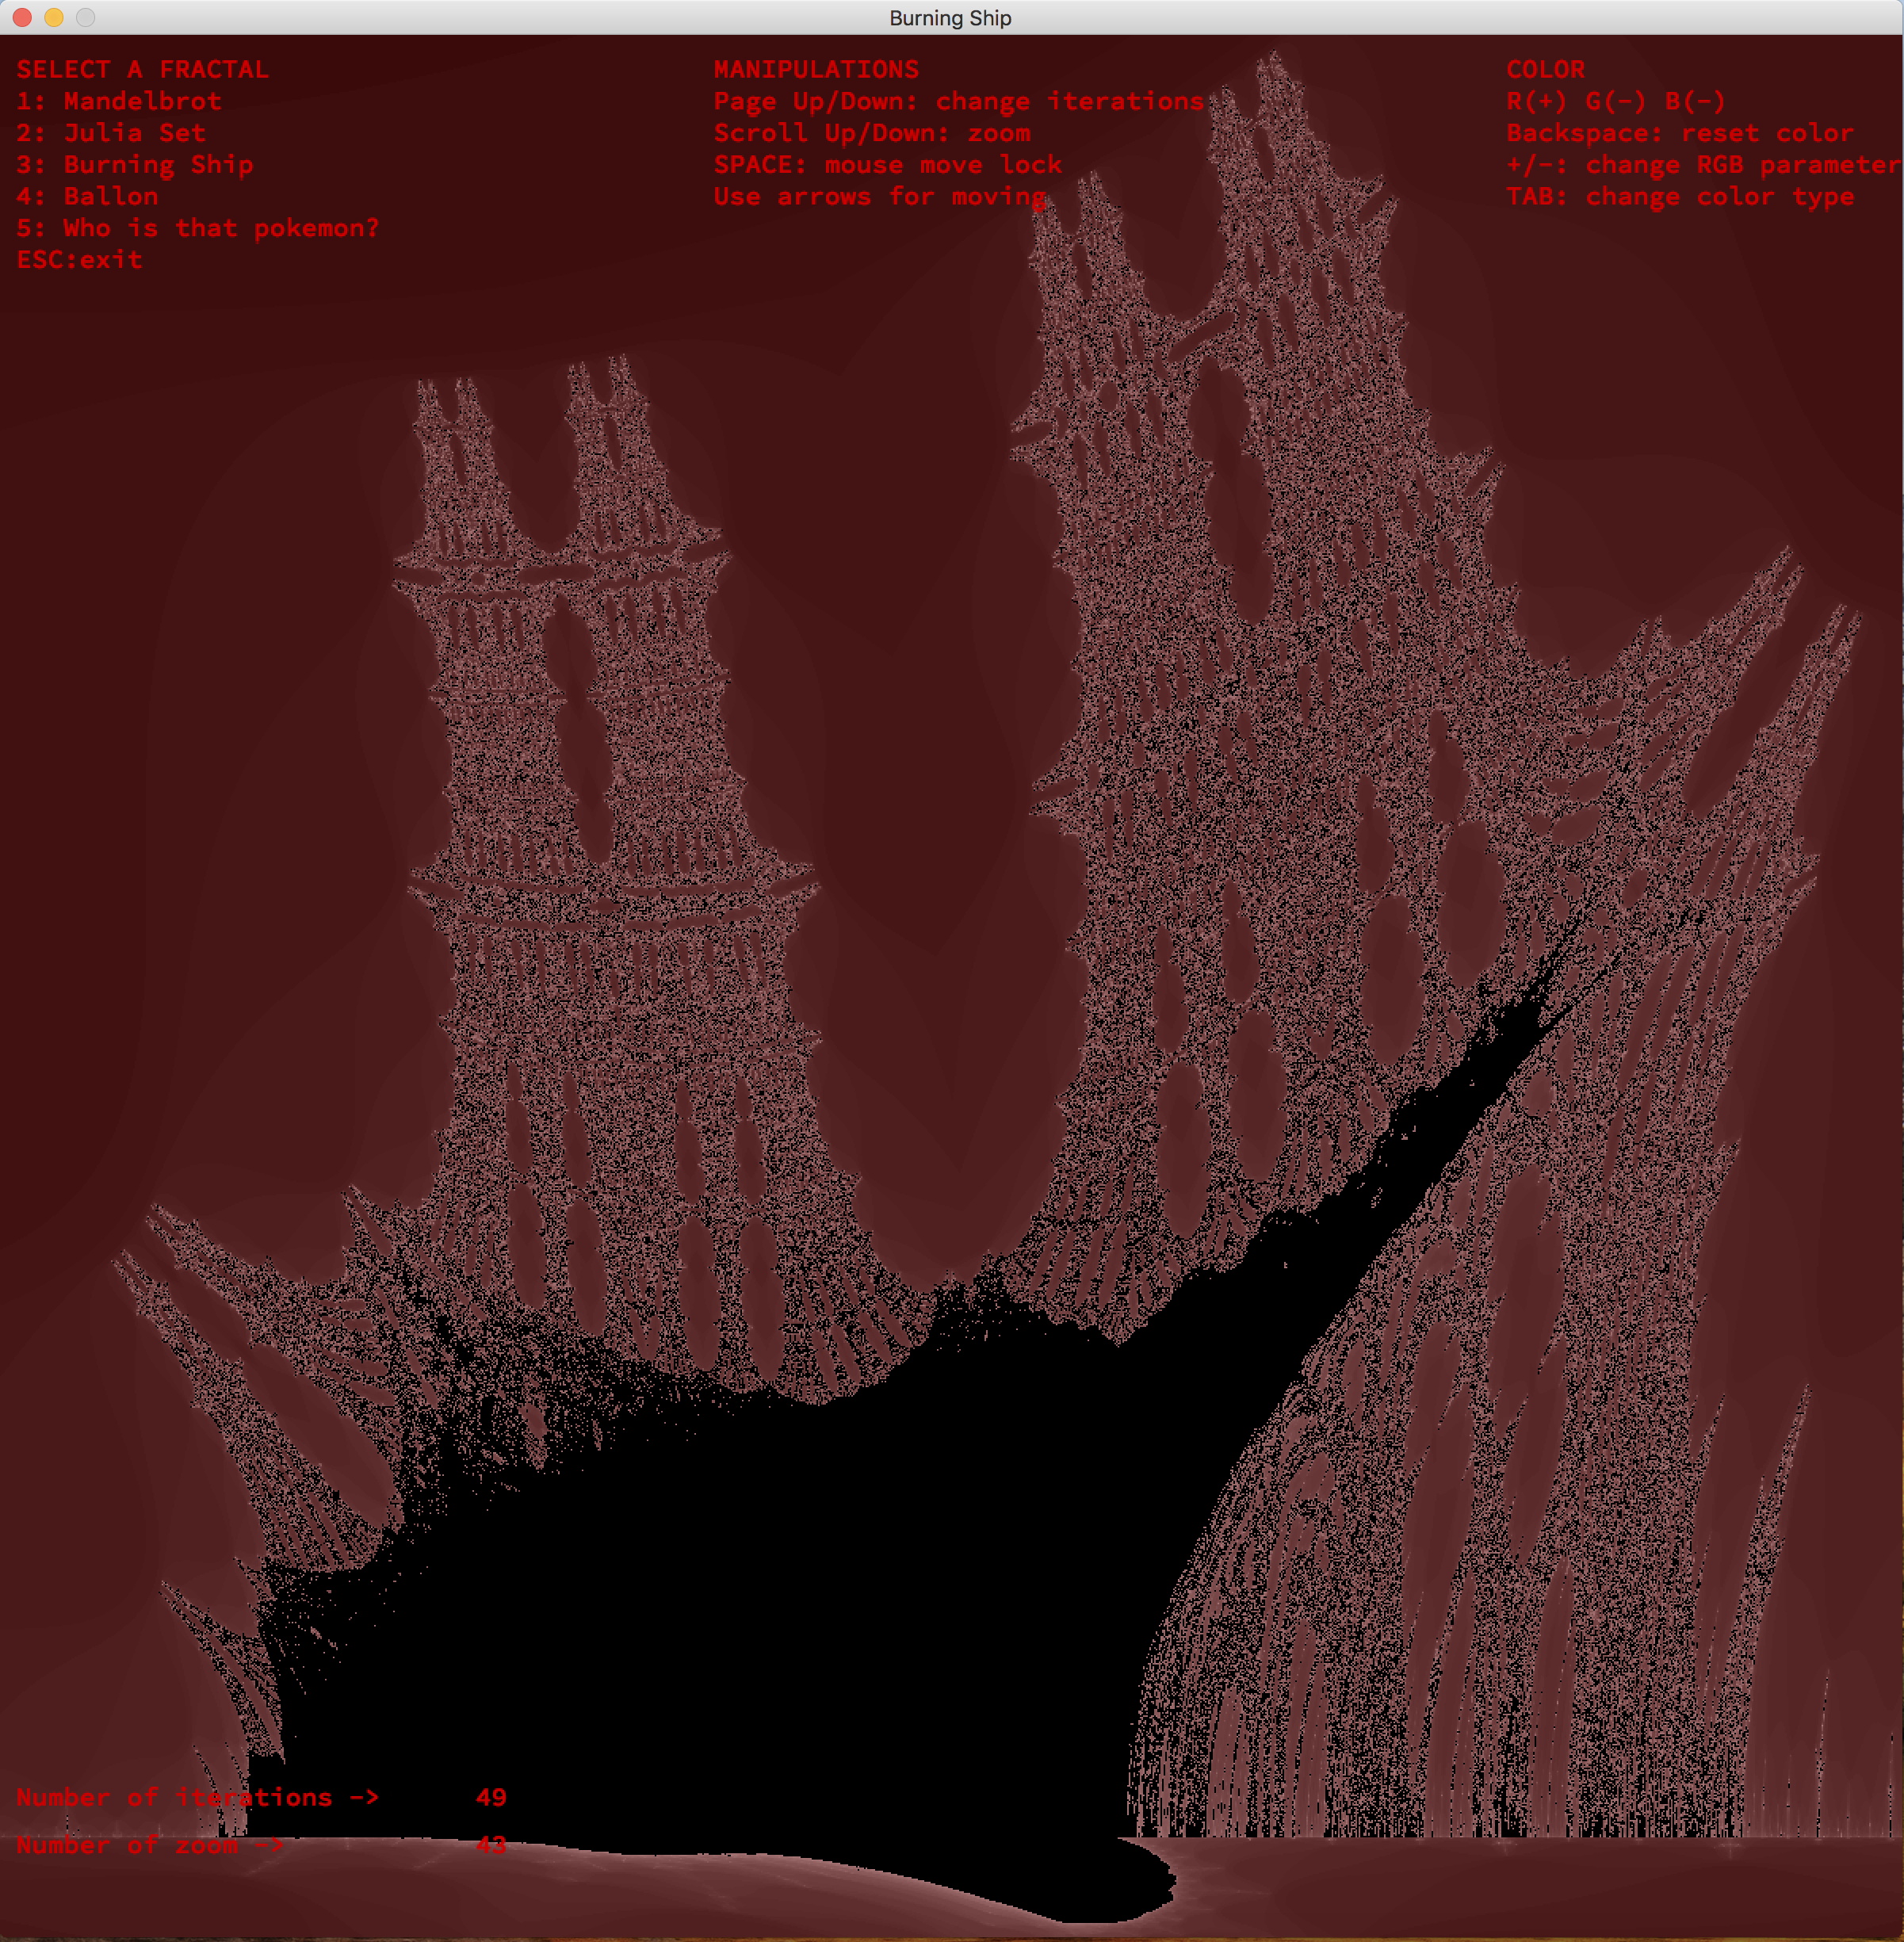 Burning Ship
SELECT A FRACTAL
1: Mandelbrot
2: Julia Set
3: Burning Ship
4: Ballon
5: Who is that pokemon?
ESC:exit
MANIPULATIONS
Page Up/Down: change iterations
Scroll Up/Down: zoom
SPACE: mouse move lock
Use arrows for moving
COLOR
R(+) G(-) B(-)
Backspace: reset color
+/-: change RGB parameter
TAB: change color type
Number of iterations -> 49
Number of zoom -> 43